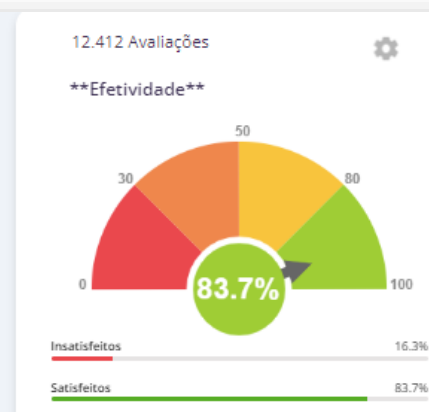 12.412 Avaliações
**Efetividade**
50
30
80
0
83.7%
100
Insatisfeitos 16.3%
Satisfeitos 83.7%